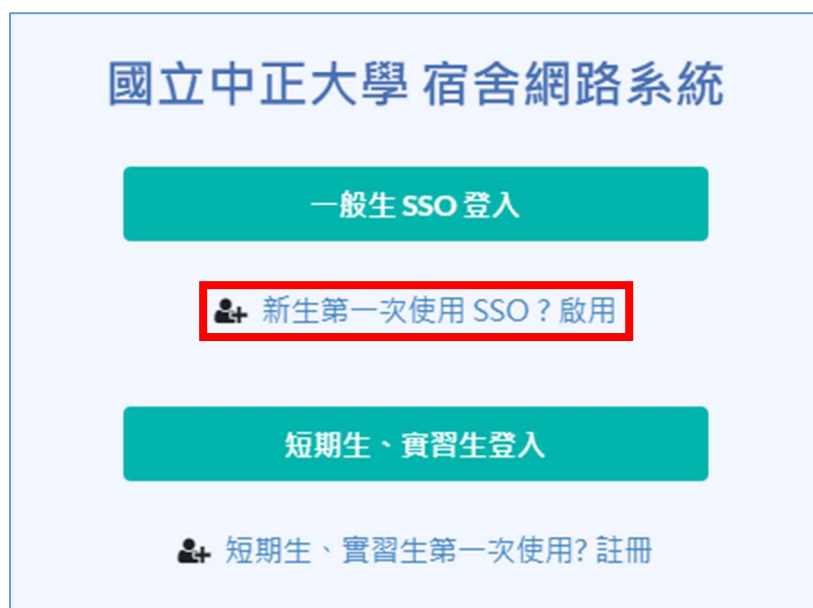 國立中正大學 宿舍網路系統
一般生 SSO 登入
新生第一次使用 SSO？啟用
短期生、實習生登入
短期生、實習生第一次使用? 註冊